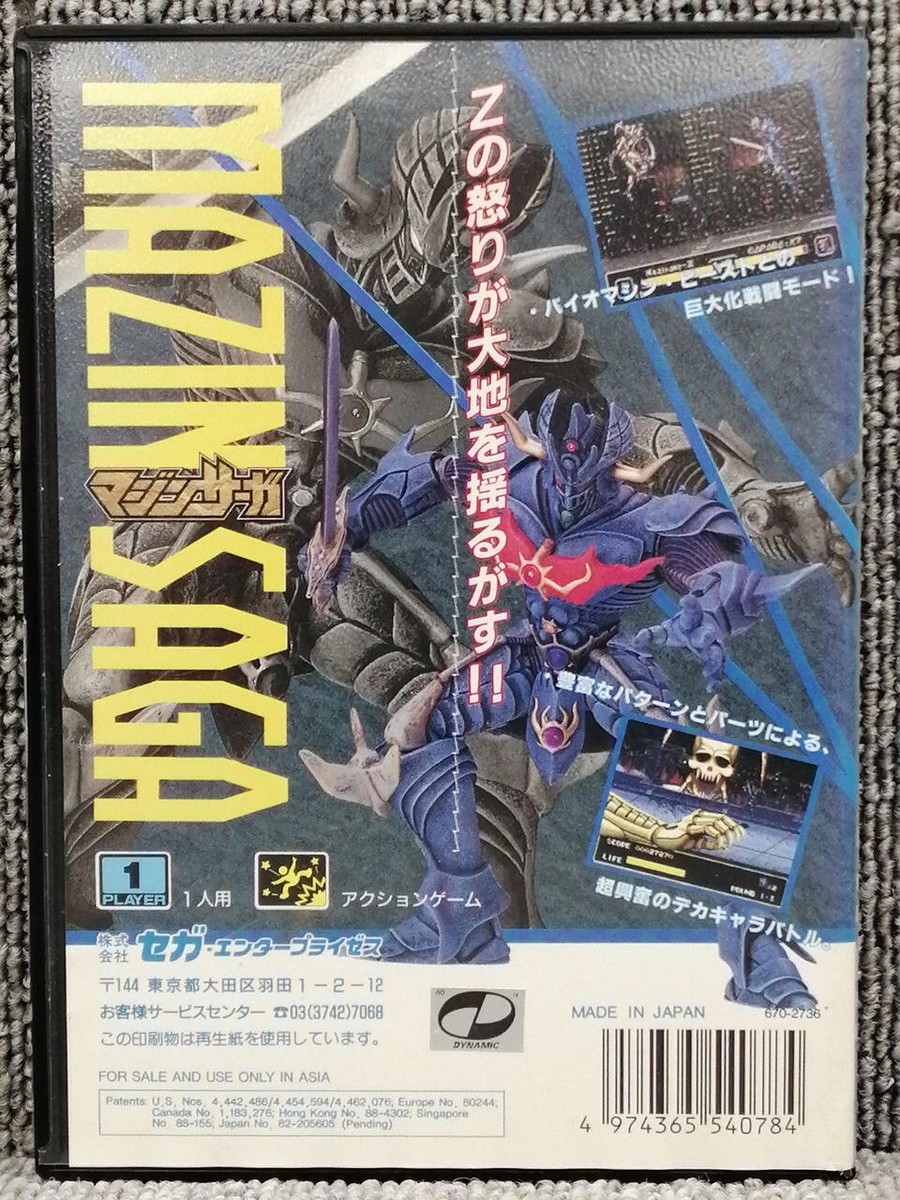 MAZIN SAGA
マジンサーガ
Zの怒りが大地を揺るがす!!
Mazinger-Z
・バイオマシン・ビーストとの
巨大化戦闘モード！
・豊富なパターンとパーツによる、
SCORE 00027270
LIFE
ROUND 1-1
超興奮のデカキャラバトル。
1
PLAYER
1人用
アクションゲーム
株式会社 セガ・エンタープライゼス
〒144 東京都大田区羽田1-2-12
お客様サービスセンター ☎03(3742)7068
この印刷物は再生紙を使用しています。
DYNAMIC
MADE IN JAPAN
670-2736
FOR SALE AND USE ONLY IN ASIA
Patents: U.S. Nos. 4,442,486/4,454,594/4,462,076; Europe No. 80244;
Canada No. 1,183,276; Hong Kong No. 88-4302; Singapore
No. 88-155; Japan No. 82-205605 (Pending)
4 974365 540784